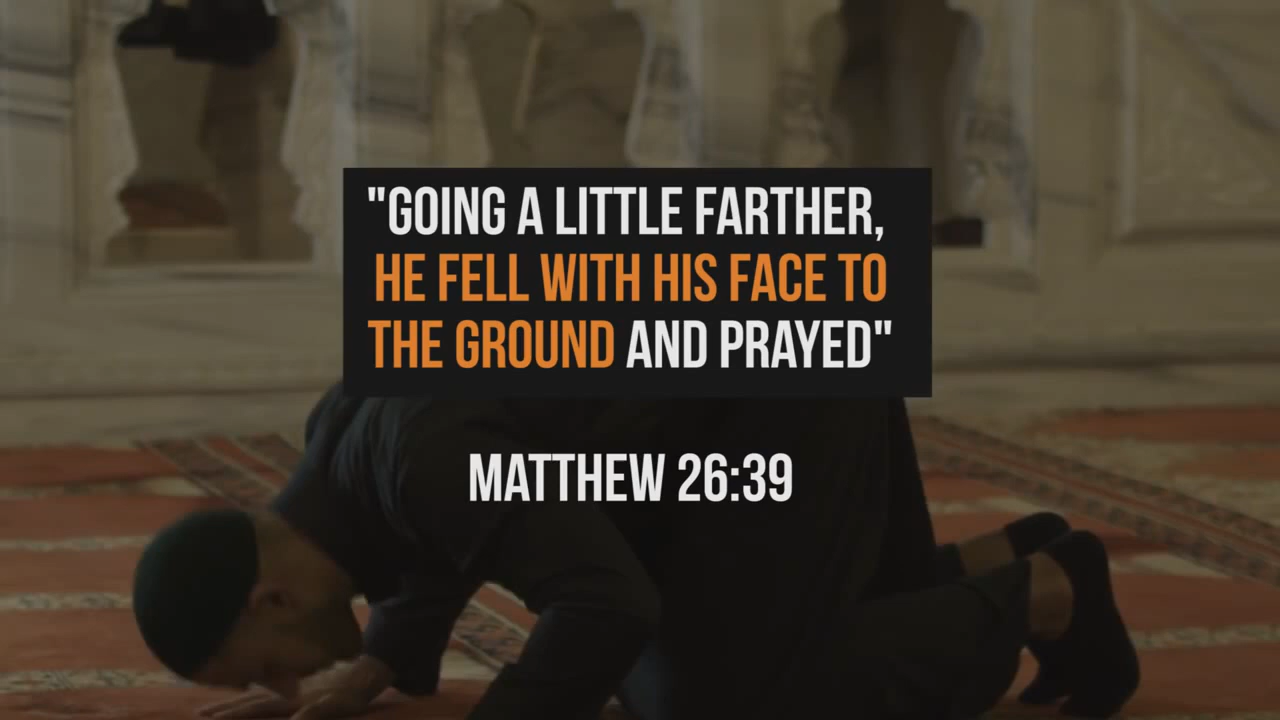 "GOING A LITTLE FARTHER,
HE FELL WITH HIS FACE TO
THE GROUND AND PRAYED"
MATTHEW 26:39